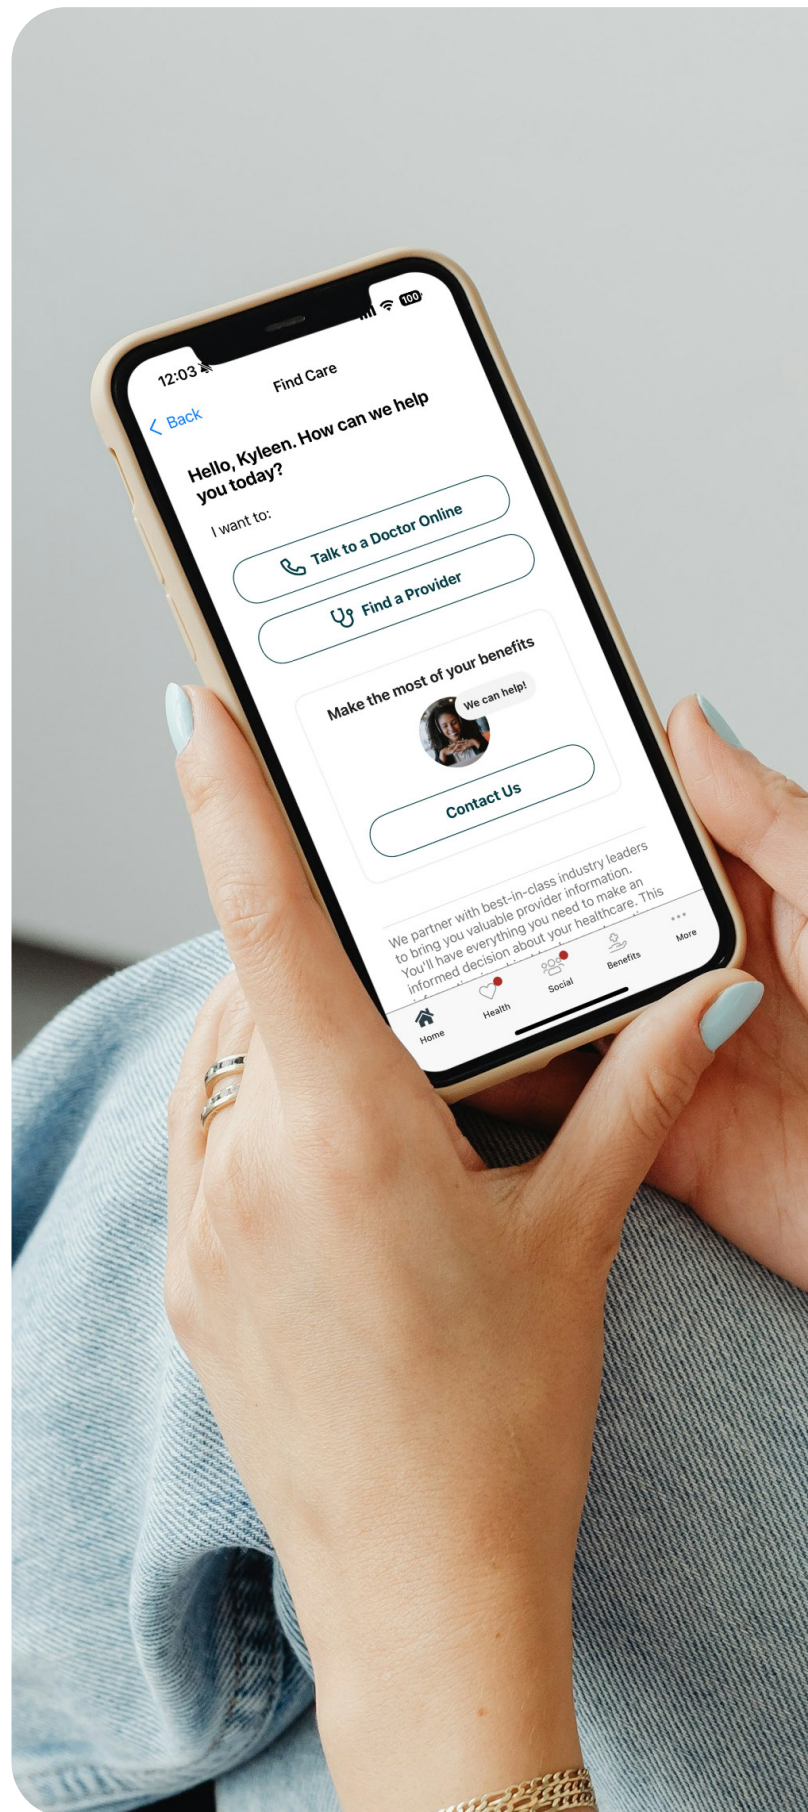 12:03
100
Find Care
Back
Hello, Kyleen. How can we help
you today?
I want to:
Talk to a Doctor Online
Find a Provider
Make the most of your benefits
We can help!
Contact Us
We partner with best-in-class industry leaders
to bring you valuable provider information.
You'll have everything you need to make an
informed decision about your healthcare. This
Home
Health
Social
Benefits
More